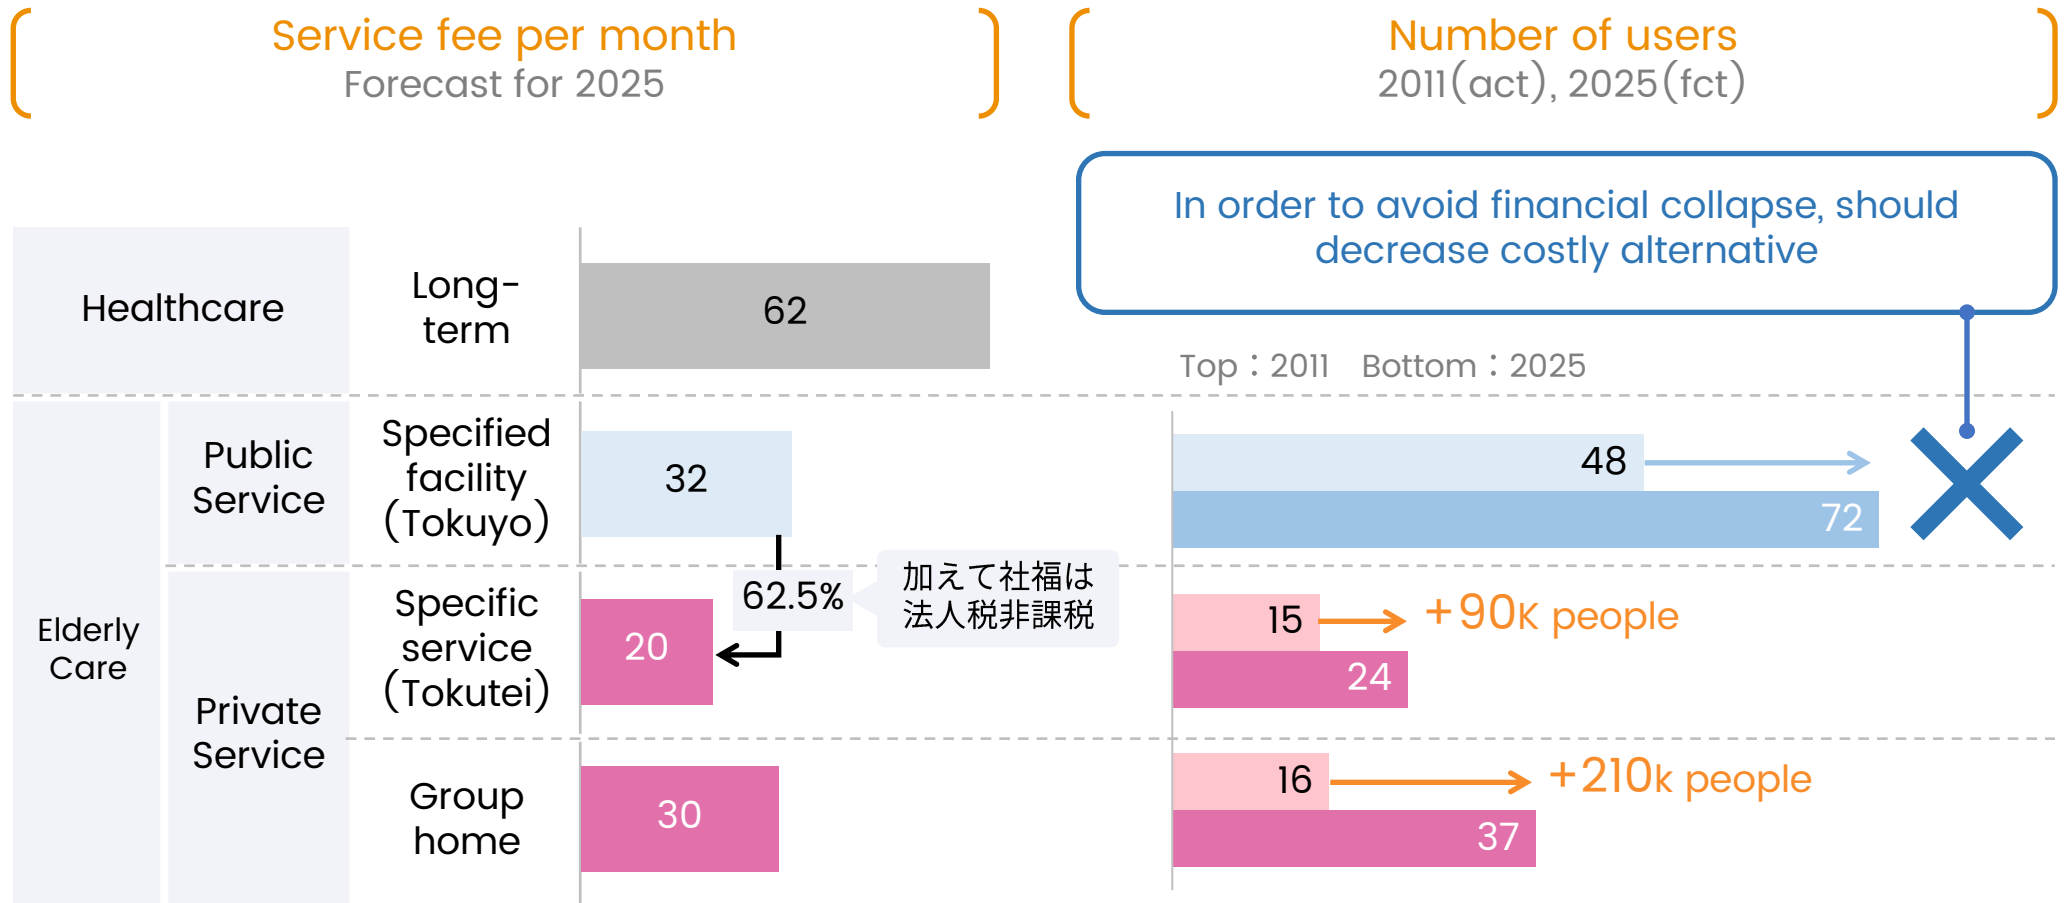 Service fee per month
Forecast for 2025
Number of users
2011(act), 2025(fct)
In order to avoid financial collapse, should
decrease costly alternative
Healthcare
Long-
term
62
Top：2011 Bottom：2025
Elderly
Care
Public
Service
Specified
facility
(Tokuyo)
32
48
72
62.5%
加えて社福は
法人税非課税
Private
Service
Specific
service
(Tokutei)
20
15
+90K people
24
Group
home
30
16
+210k people
37